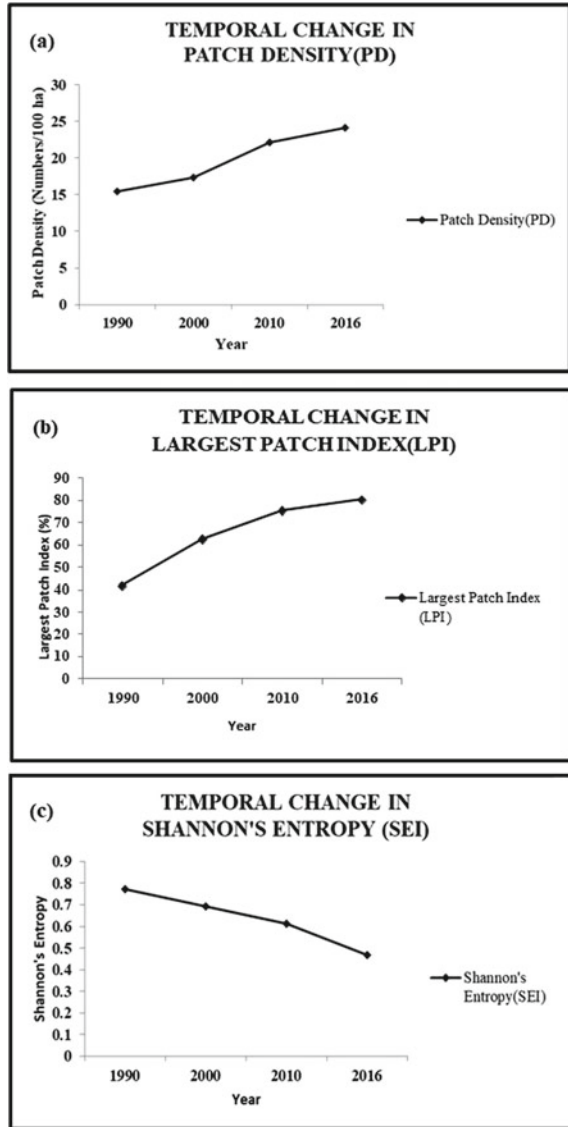 (a)
TEMPORAL CHANGE IN
PATCH DENSITY(PD)
Patch Density (Numbers/100 ha)
30
25
20
15
10
5
0
1990 2000 2010 2016
Year
Patch Density(PD)
(b)
TEMPORAL CHANGE IN
LARGEST PATCH INDEX(LPI)
Largest Patch Index (%)
90
80
70
60
50
40
30
20
10
0
1990 2000 2010 2016
Year
Largest Patch Index
(LPI)
(c)
TEMPORAL CHANGE IN
SHANNON'S ENTROPY (SEI)
Shannon's Entropy
0.9
0.8
0.7
0.6
0.5
0.4
0.3
0.2
0.1
0
1990 2000 2010 2016
Year
Shannon's
Entropy(SEI)